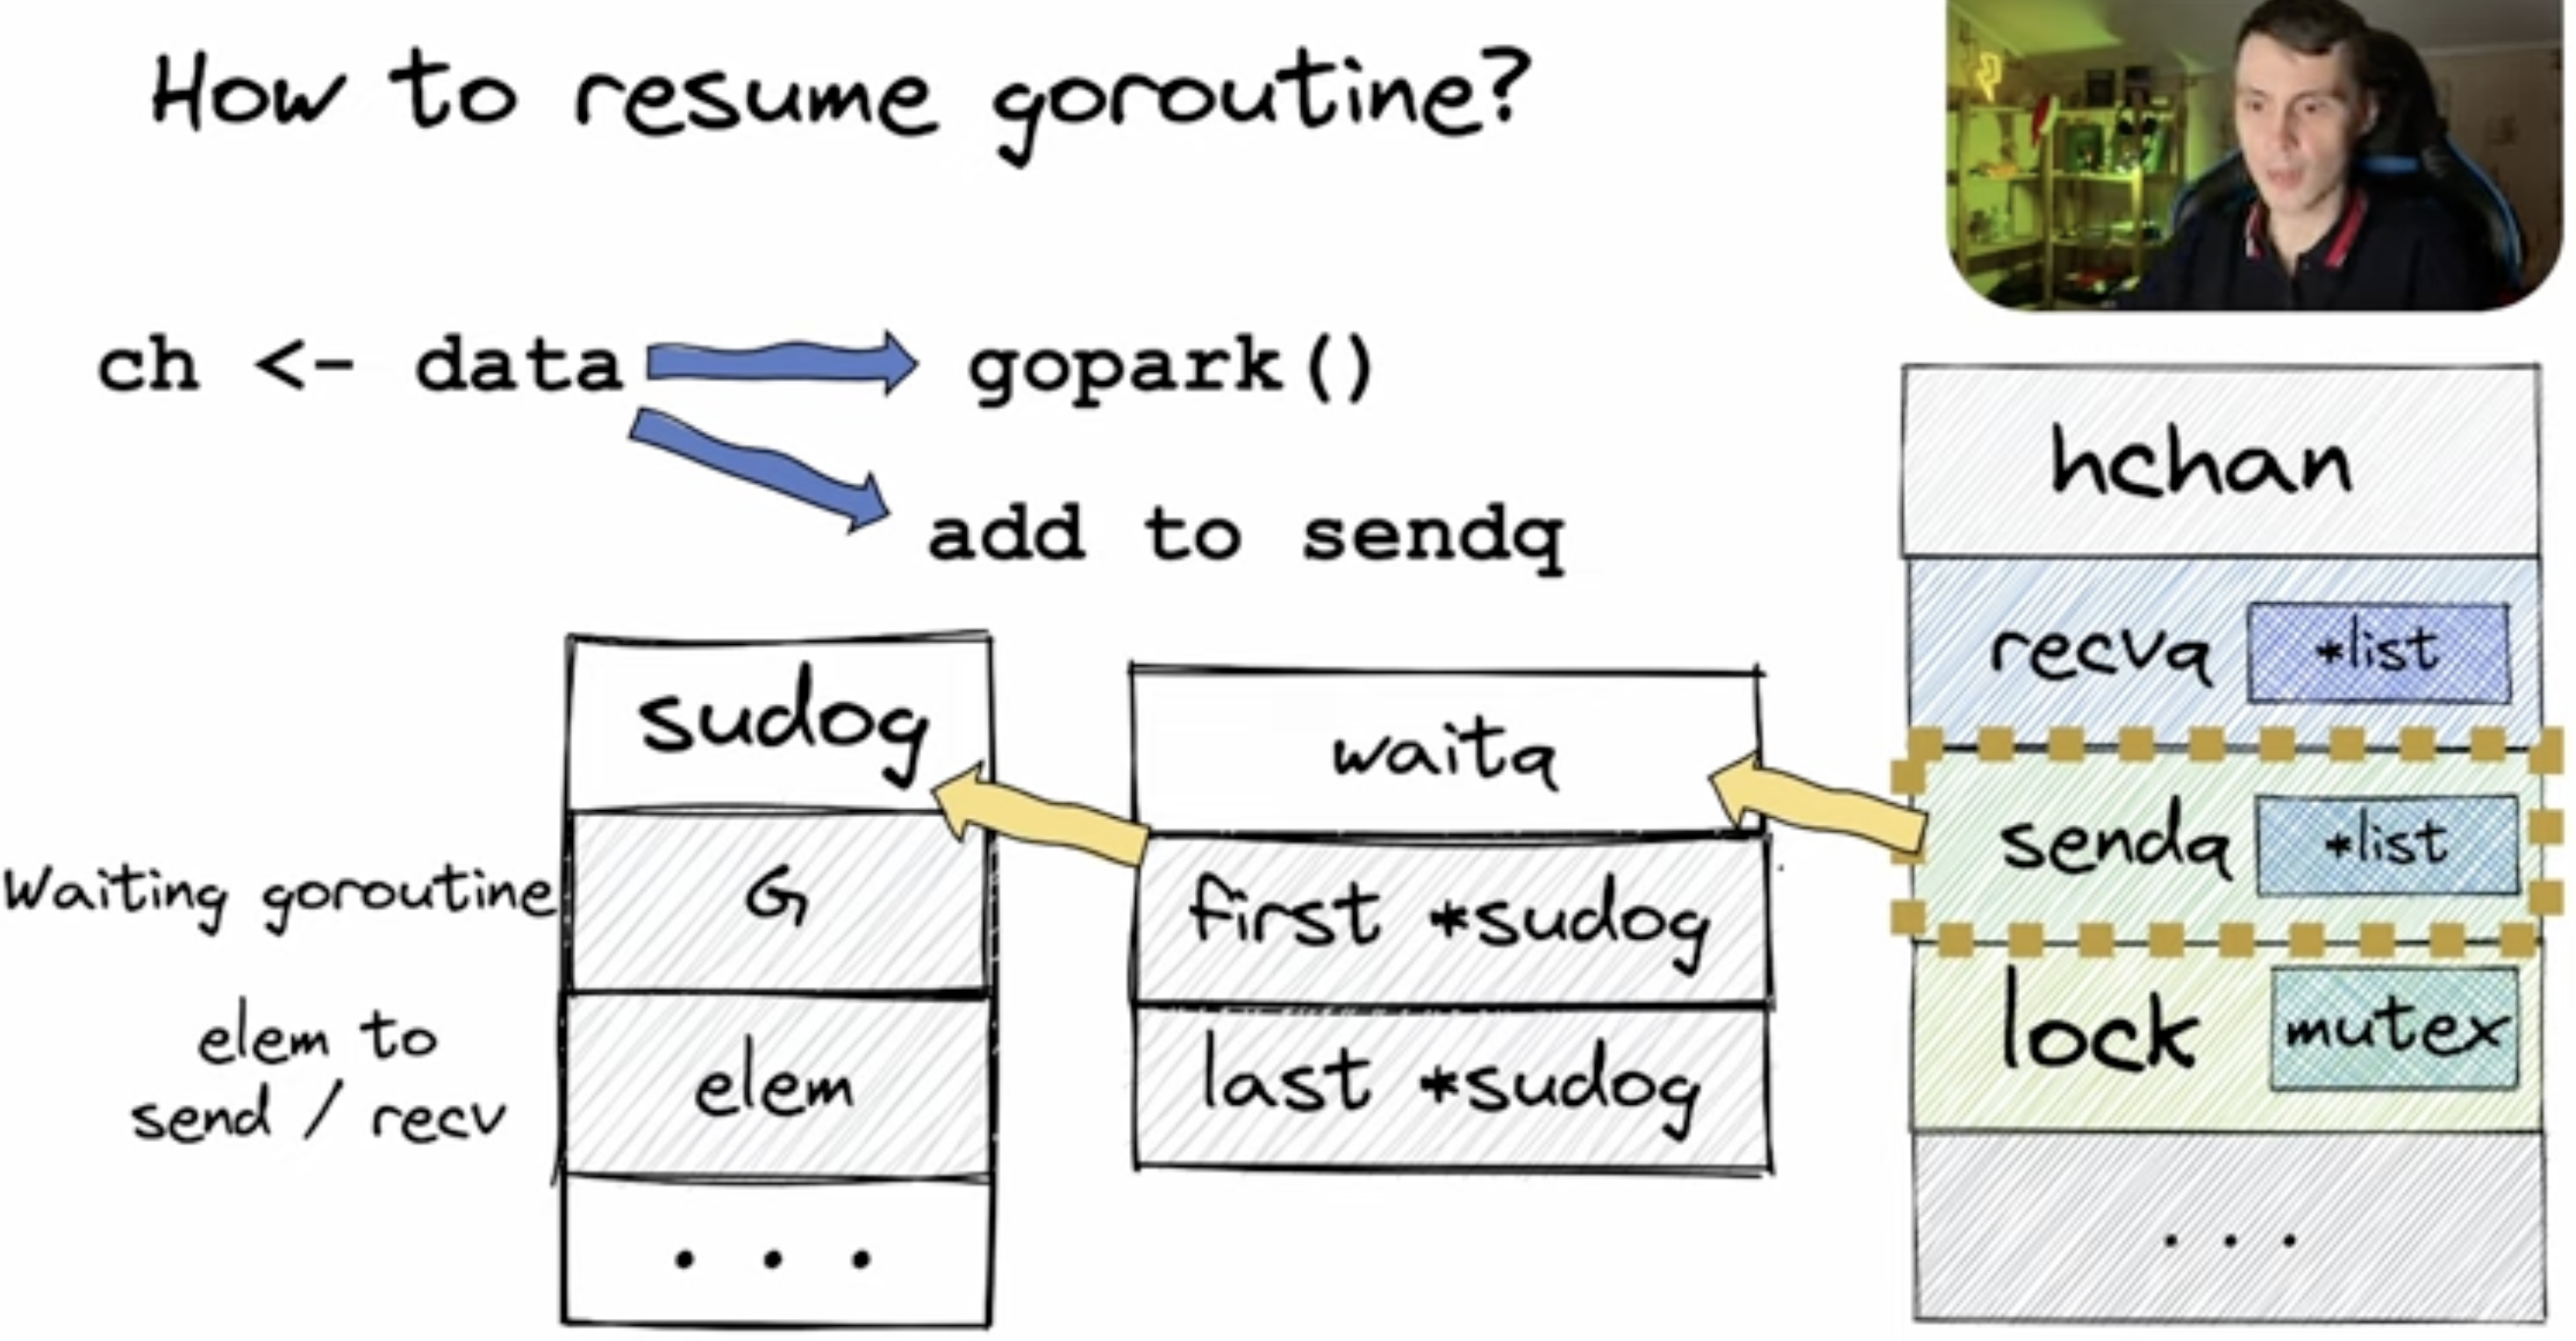 How to resume goroutine?
ch <- data
gopark()
add to sendq
hchan
recvq
*list
sendq
*list
lock
mutex
. . .
waitq
first *sudog
last *sudog
sudog
G
elem
. . .
Waiting goroutine
elem to
send / recv